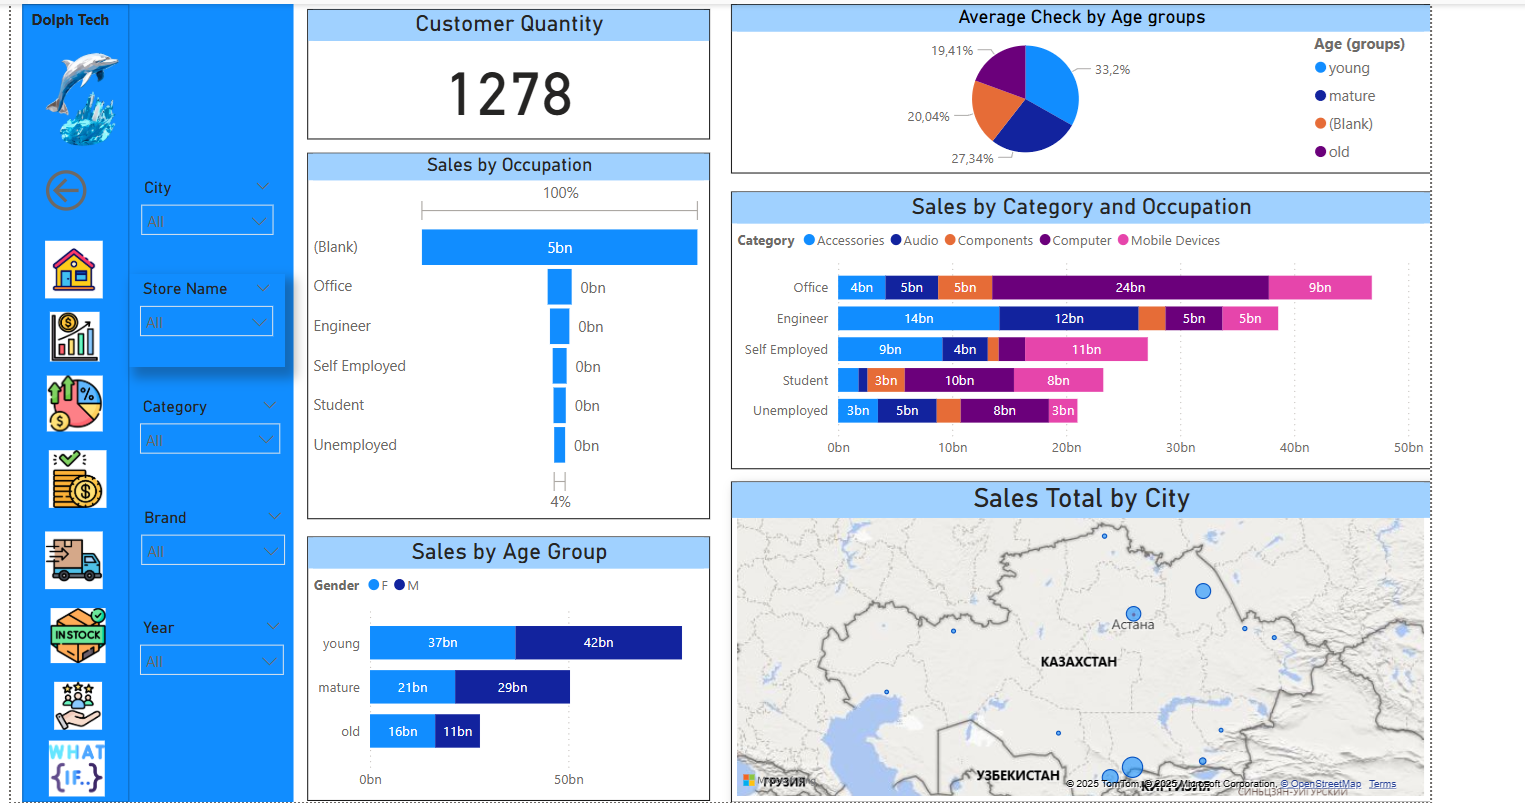 Dolph Tech
City
All
Store Name
All
Category
All
Brand
All
Year
All
IN STOCK
WHAT
{IF..}
Customer Quantity
1278
Sales by Occupation
100%
(Blank)
5bn
Office
0bn
Engineer
0bn
Self Employed
0bn
Student
0bn
Unemployed
0bn
4%
Sales by Age Group
Gender F M
young 37bn 42bn
mature 21bn 29bn
old 16bn 11bn
0bn 50bn
Average Check by Age groups
19,41%
33,2%
20,04%
27,34%
Age (groups)
young
mature
(Blank)
old
Sales by Category and Occupation
Category Accessories Audio Components Computer Mobile Devices
Office 4bn 5bn 5bn 24bn 9bn
Engineer 14bn 12bn 5bn 5bn
Self Employed 9bn 4bn 11bn
Student 3bn 10bn 8bn
Unemployed 3bn 5bn 8bn 3bn
0bn 10bn 20bn 30bn 40bn 50bn
Sales Total by City
Астана
КАЗАХСТАН
УЗБЕКИСТАН
ГРУЗИЯ
© 2025 TomTom, © 2025 Microsoft Corporation, © OpenStreetMap Terms